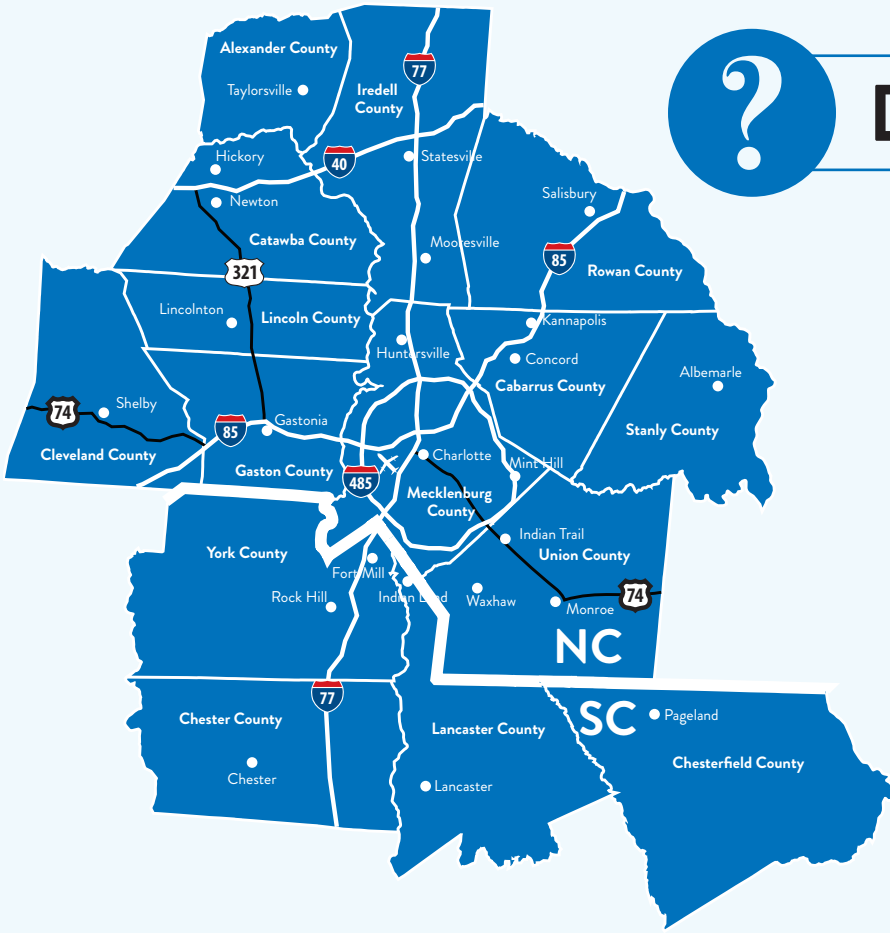 Alexander County
Taylorsville
77
Iredell
County
?
Hickory
40
Statesville
Newton
Salisbury
Catawba County
Mooresville
85
Rowan County
321
Lincolnton
Lincoln County
Kannapolis
Huntersville
Concord
Cabarrus County
Albemarle
74
Shelby
Gastonia
85
Stanly County
Cleveland County
Gaston County
485
Charlotte
Mint Hill
Mecklenburg
County
Indian Trail
Union County
York County
Fort Mill
Indian Land
Rock Hill
Waxhaw
Monroe
74
NC
77
SC
Chester County
Lancaster County
Pageland
Chesterfield County
Chester
Lancaster